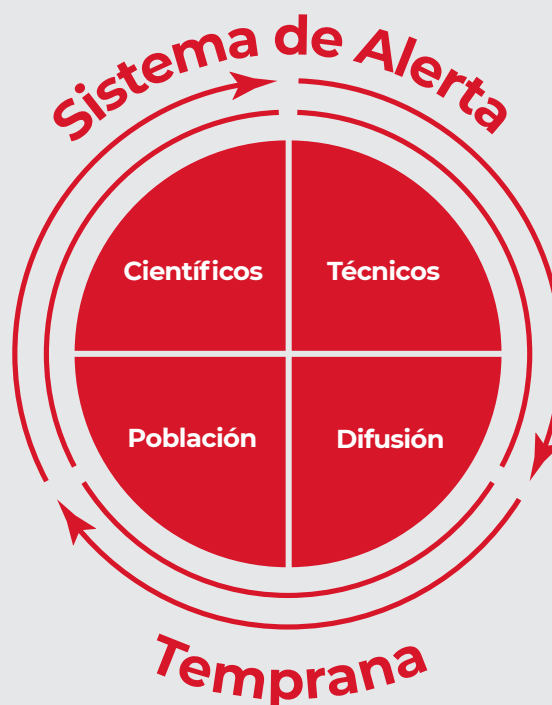 Sistema de Alerta
Científicos
Técnicos
Población
Difusión
Temprana